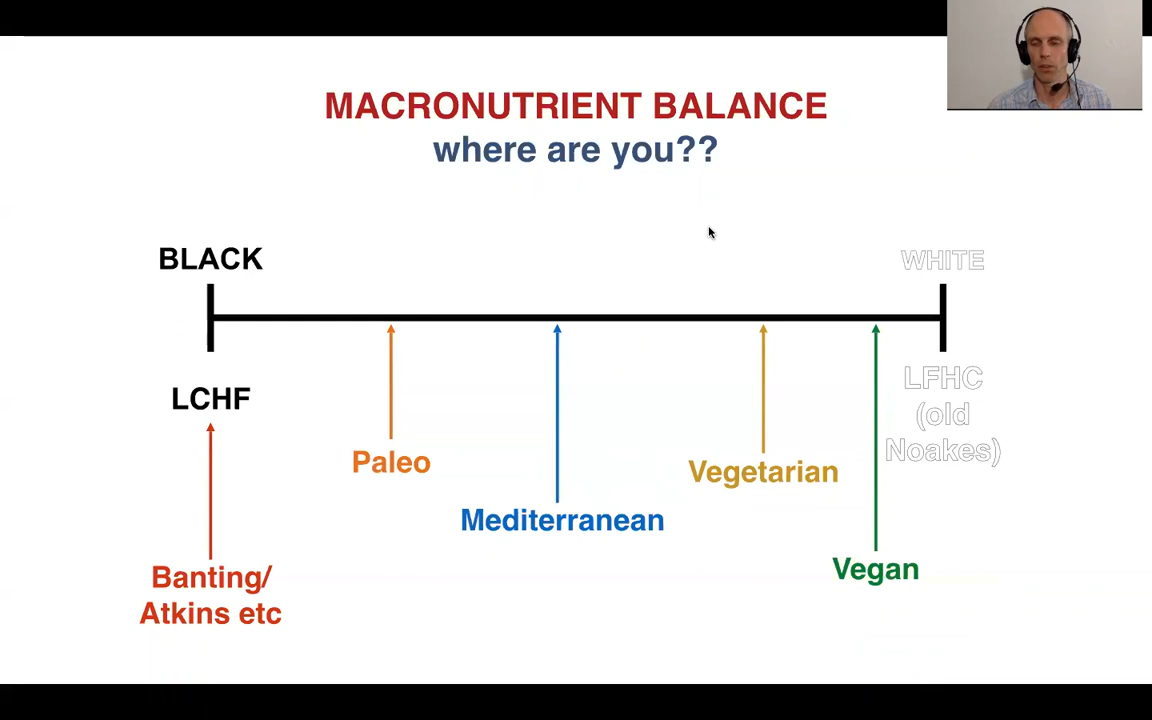 MACRONUTRIENT BALANCE
where are you??
BLACK
WHITE
LCHF
LFHC
(old
Noakes)
Paleo
Vegetarian
Mediterranean
Vegan
Banting/
Atkins etc